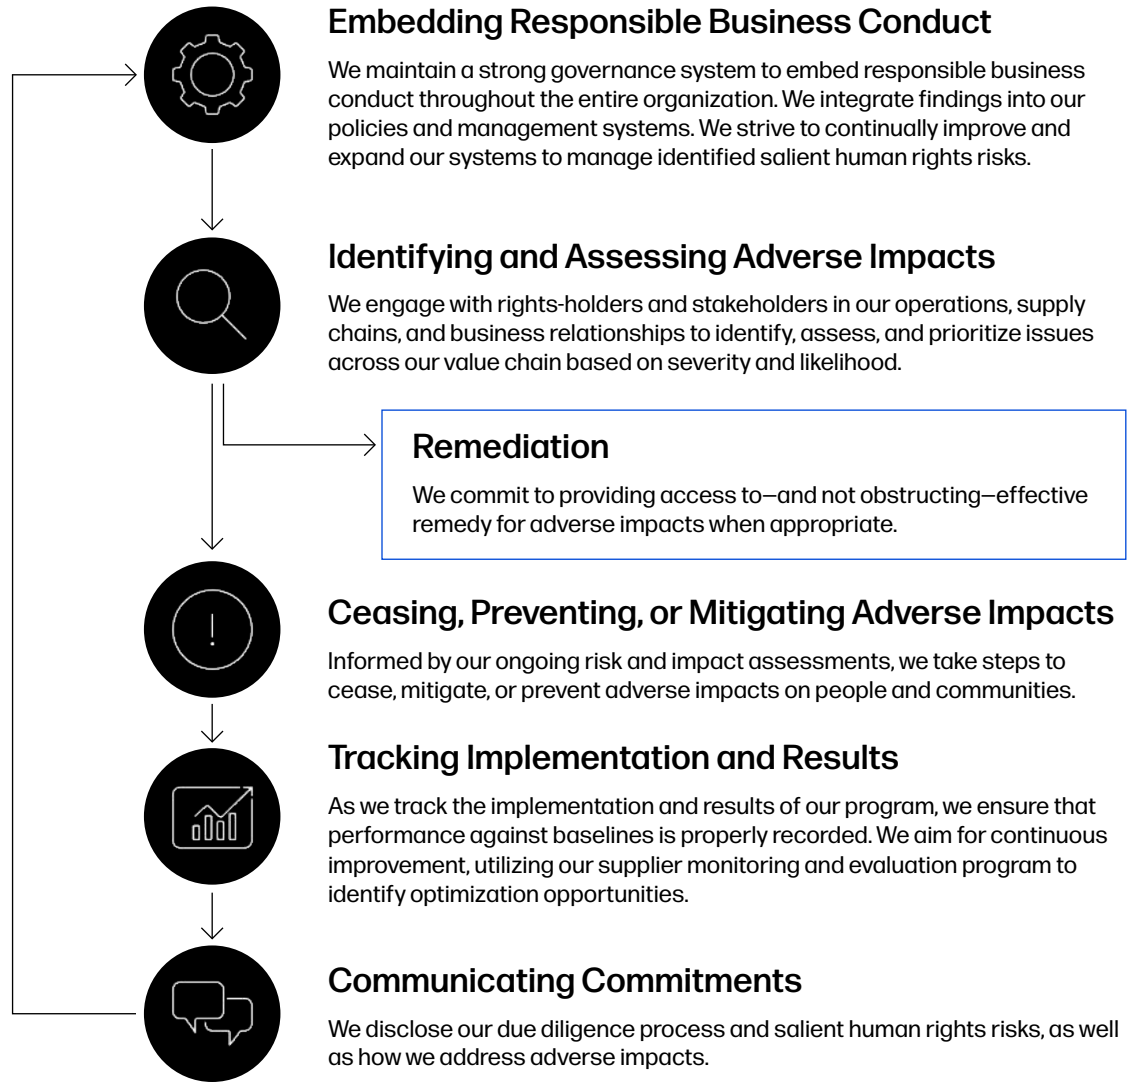 Embedding Responsible Business Conduct
We maintain a strong governance system to embed responsible business
conduct throughout the entire organization. We integrate findings into our
policies and management systems. We strive to continually improve and
expand our systems to manage identified salient human rights risks.
Identifying and Assessing Adverse Impacts
We engage with rights-holders and stakeholders in our operations, supply
chains, and business relationships to identify, assess, and prioritize issues
across our value chain based on severity and likelihood.
Remediation
We commit to providing access to—and not obstructing—effective
remedy for adverse impacts when appropriate.
Ceasing, Preventing, or Mitigating Adverse Impacts
Informed by our ongoing risk and impact assessments, we take steps to
cease, mitigate, or prevent adverse impacts on people and communities.
Tracking Implementation and Results
As we track the implementation and results of our program, we ensure that
performance against baselines is properly recorded. We aim for continuous
improvement, utilizing our supplier monitoring and evaluation program to
identify optimization opportunities.
Communicating Commitments
We disclose our due diligence process and salient human rights risks, as well
as how we address adverse impacts.